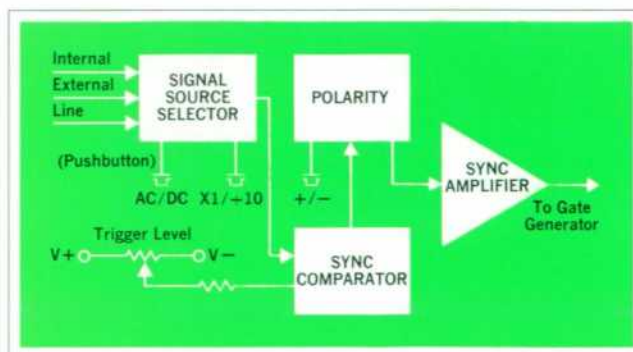 Internal
External
Line
SIGNAL
SOURCE
SELECTOR
POLARITY
(Pushbutton)
AC/DC
X1/÷10
+/−
SYNC
AMPLIFIER
To Gate
Generator
Trigger Level
V+
V−
SYNC
COMPARATOR